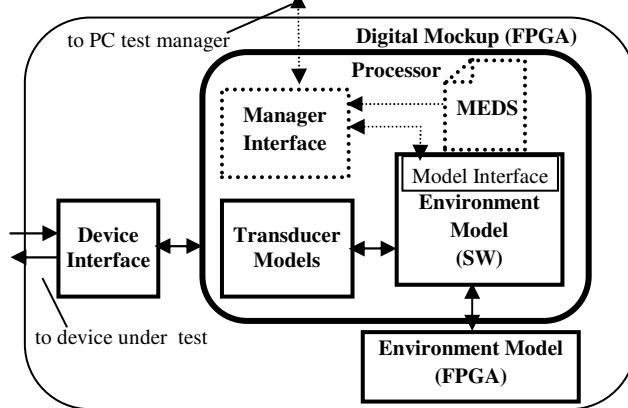 to PC test manager
Digital Mockup (FPGA)
Processor
Manager
Interface
MEDS
Model Interface
Environment
Model
(SW)
Device
Interface
Transducer
Models
to device under test
Environment Model
(FPGA)